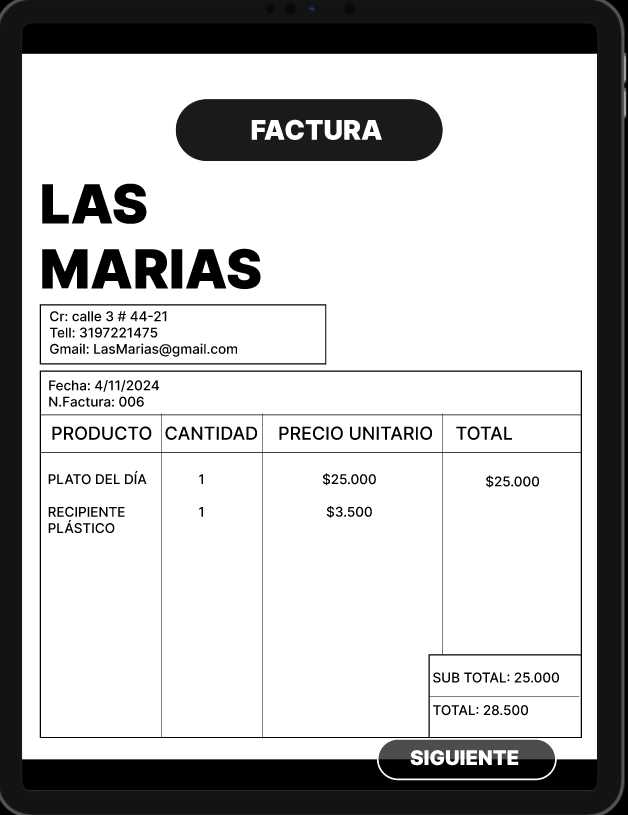 FACTURA
LAS
MARIAS
Cr: calle 3 # 44-21
Tell: 3197221475
Gmail: LasMarias@gmail.com
Fecha: 4/11/2024
N.Factura: 006
PRODUCTO CANTIDAD PRECIO UNITARIO TOTAL
PLATO DEL DÍA 1 $25.000 $25.000
RECIPIENTE 1 $3.500
PLÁSTICO
SUB TOTAL: 25.000
TOTAL: 28.500
SIGUIENTE